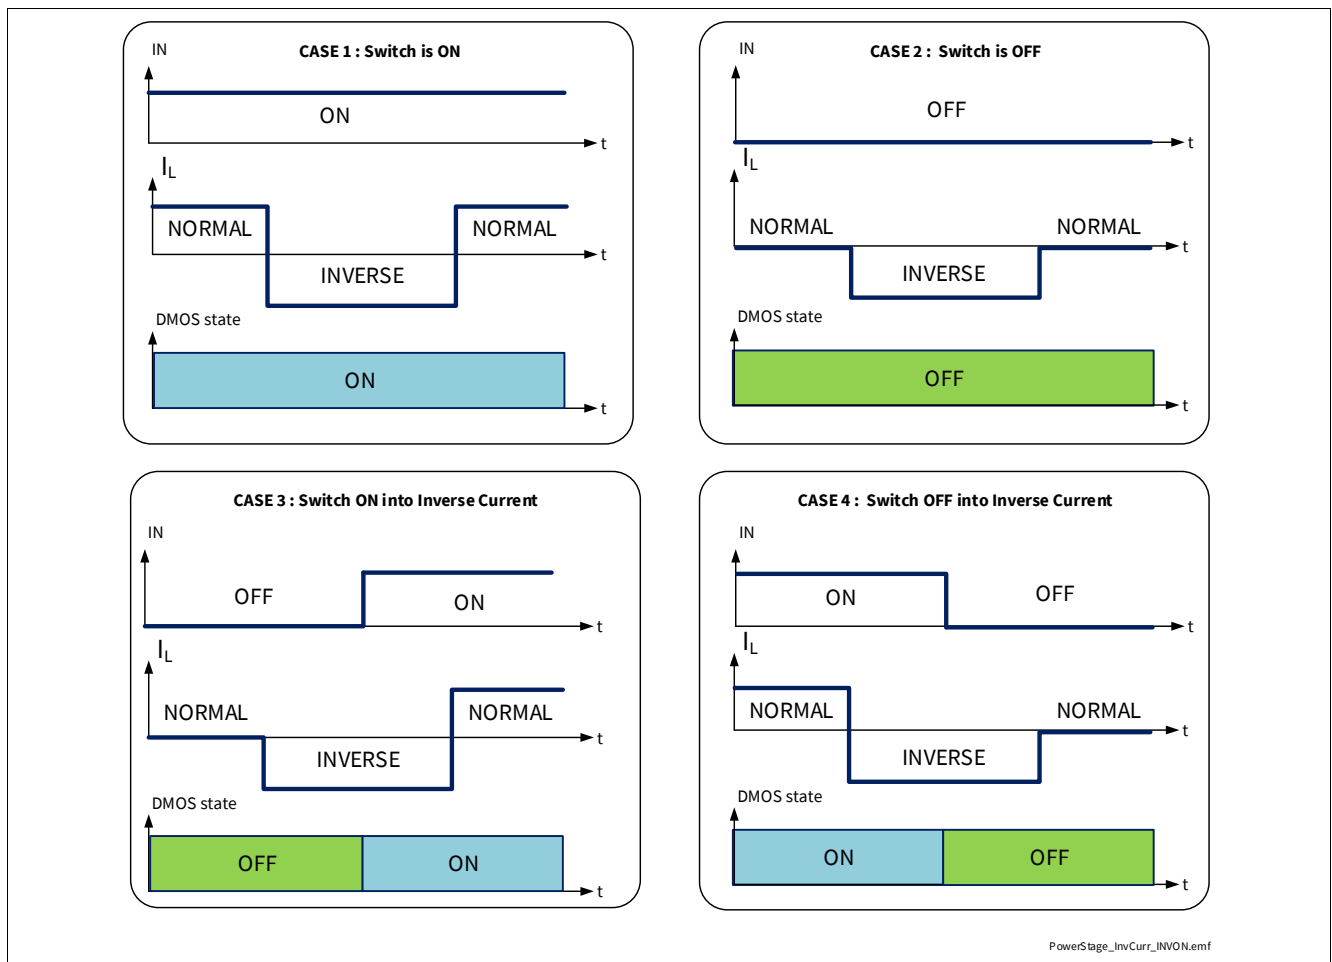 CASE 1 : Switch is ON
IN
ON
t
IL
NORMAL
NORMAL
INVERSE
t
DMOS state
ON
t
CASE 2 : Switch is OFF
IN
OFF
t
IL
NORMAL
NORMAL
INVERSE
t
DMOS state
OFF
t
CASE 3 : Switch ON into Inverse Current
IN
OFF
ON
t
IL
NORMAL
NORMAL
INVERSE
t
DMOS state
OFF
ON
t
CASE 4 : Switch OFF into Inverse Current
IN
ON
OFF
t
IL
NORMAL
NORMAL
INVERSE
t
DMOS state
ON
OFF
t
PowerStage_InvCurr_INVON.emf